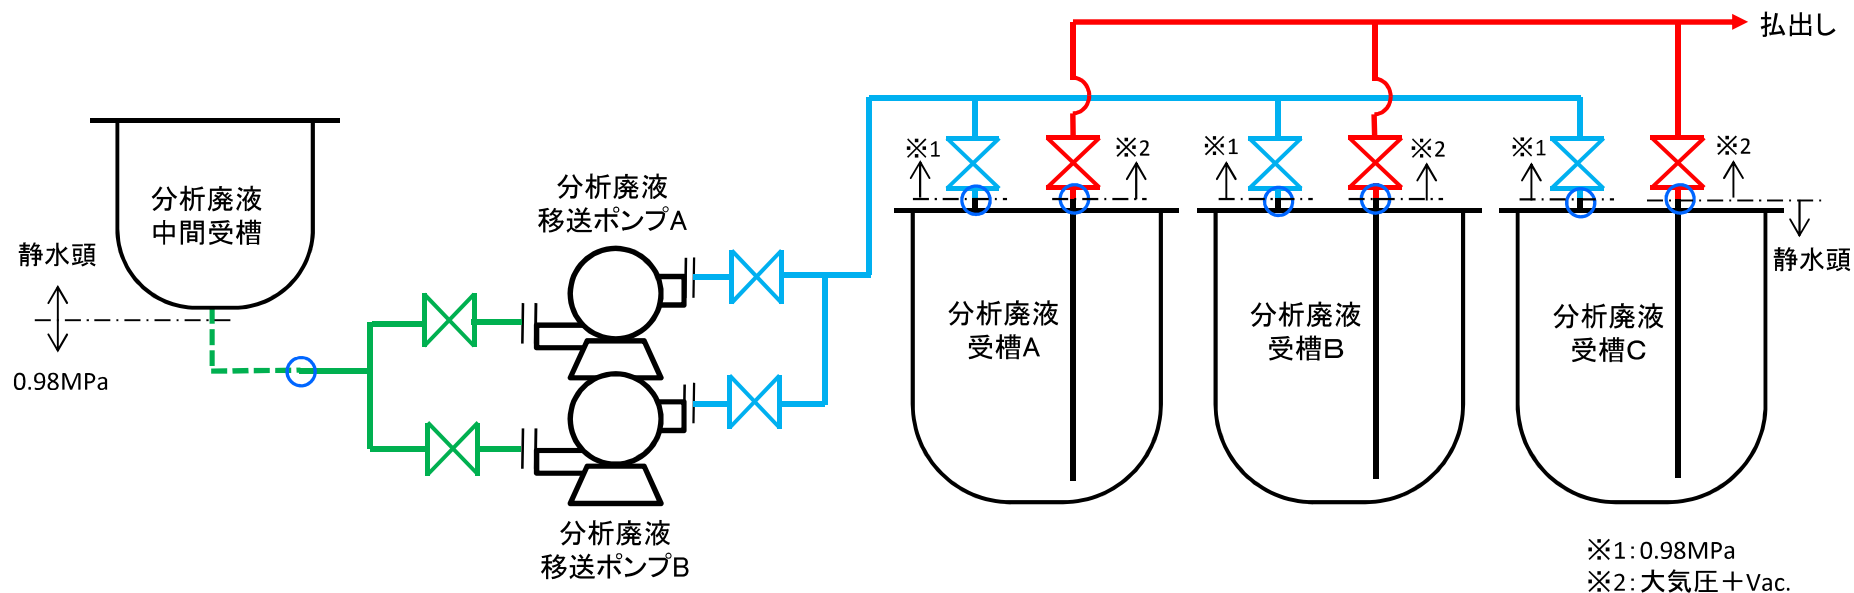 払出し
分析廃液
中間受槽
静水頭
0.98MPa
分析廃液
移送ポンプA
分析廃液
移送ポンプB
※1
※2
※1
※2
※1
※2
静水頭
分析廃液
受槽A
分析廃液
受槽B
分析廃液
受槽C
※1:0.98MPa
※2:大気圧+Vac.